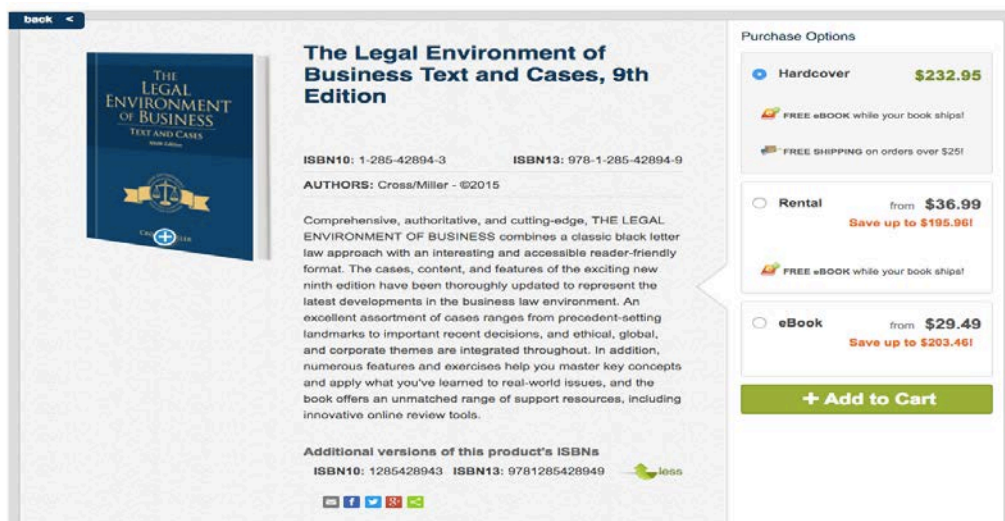 back <
THE
LEGAL
ENVIRONMENT
OF BUSINESS
TEXT AND CASES
Ninth Edition
The Legal Environment of
Business Text and Cases, 9th
Edition
ISBN10: 1-285-42894-3 ISBN13: 978-1-285-42894-9
AUTHORS: Cross/Miller - ©2015
Comprehensive, authoritative, and cutting-edge, THE LEGAL
ENVIRONMENT OF BUSINESS combines a classic black letter
law approach with an interesting and accessible reader-friendly
format. The cases, content, and features of the exciting new
ninth edition have been thoroughly updated to represent the
latest developments in the business law environment. An
excellent assortment of cases ranges from precedent-setting
landmarks to important recent decisions, and ethical, global,
and corporate themes are integrated throughout. In addition,
numerous features and exercises help you master key concepts
and apply what you've learned to real-world issues, and the
book offers an unmatched range of support resources, including
innovative online review tools.
Additional versions of this product's ISBNs
ISBN10: 1285428943 ISBN13: 9781285428949 less
Purchase Options
Hardcover $232.95
FREE eBOOK while your book ships!
FREE SHIPPING on orders over $25!
Rental from $36.99
Save up to $195.96!
FREE eBOOK while your book ships!
eBook from $29.49
Save up to $203.46!
+ Add to Cart